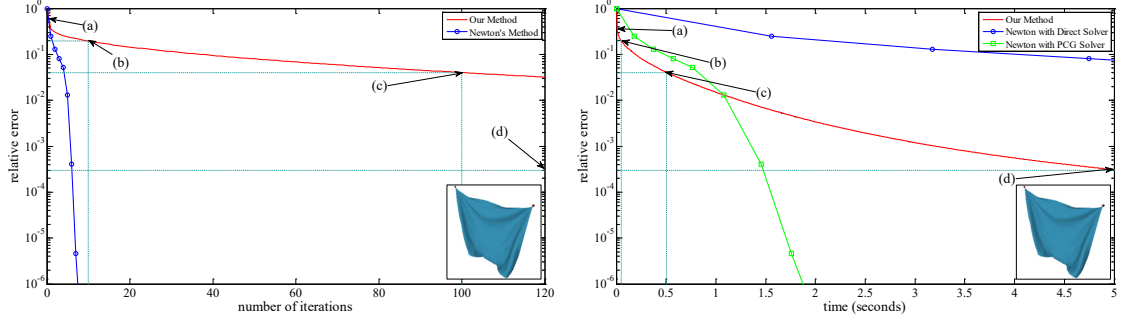 10^0
10^-1
10^-2
10^-3
10^-4
10^-5
10^-6
relative error
0
20
40
60
80
100
120
number of iterations
Our Method
Newton's Method
(a)
(b)
(c)
(d)
10^0
10^-1
10^-2
10^-3
10^-4
10^-5
10^-6
relative error
0
0.5
1
1.5
2
2.5
3
3.5
4
4.5
5
time (seconds)
Our Method
Newton with Direct Solver
Newton with PCG Solver
(a)
(b)
(c)
(d)